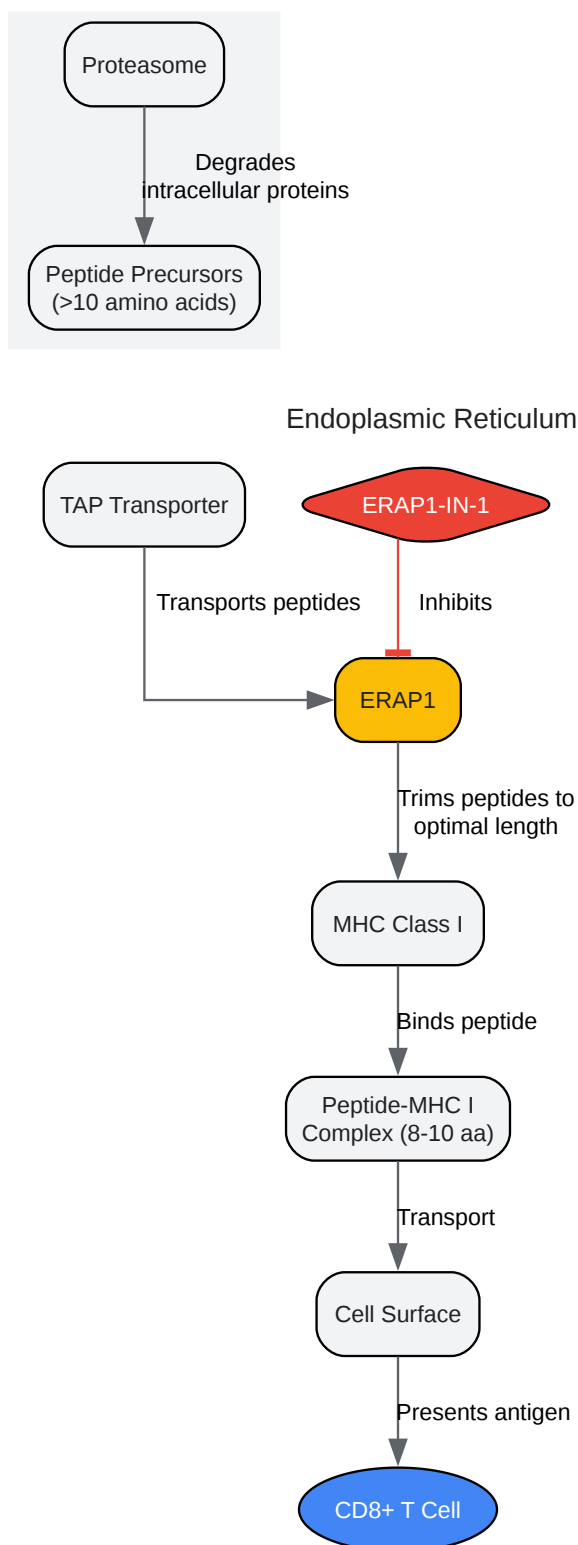 Proteasome
Degrades
intracellular proteins
Peptide Precursors
(>10 amino acids)
Endoplasmic Reticulum
TAP Transporter
ERAP1-IN-1
Transports peptides
Inhibits
ERAP1
Trims peptides to
optimal length
MHC Class I
Binds peptide
Peptide-MHC I
Complex (8-10 aa)
Transport
Cell Surface
Presents antigen
CD8+ T Cell